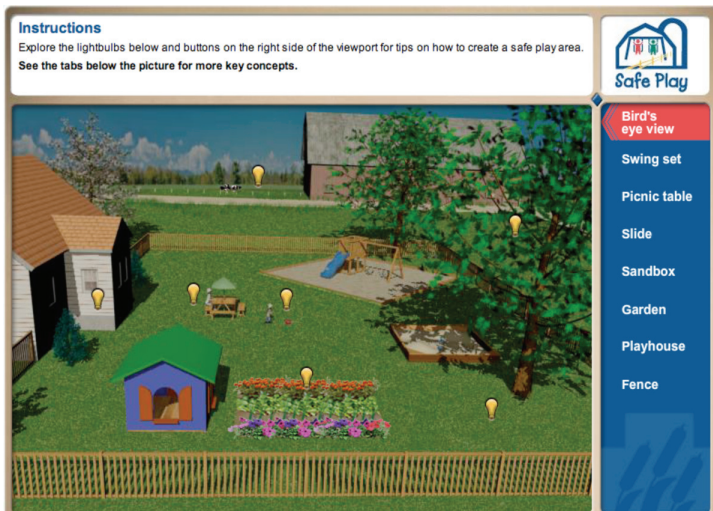 Instructions
Explore the lightbulbs below and buttons on the right side of the viewport for tips on how to create a safe play area.
See the tabs below the picture for more key concepts.
Safe Play
Bird's
eye view
Swing set
Picnic table
Slide
Sandbox
Garden
Playhouse
Fence